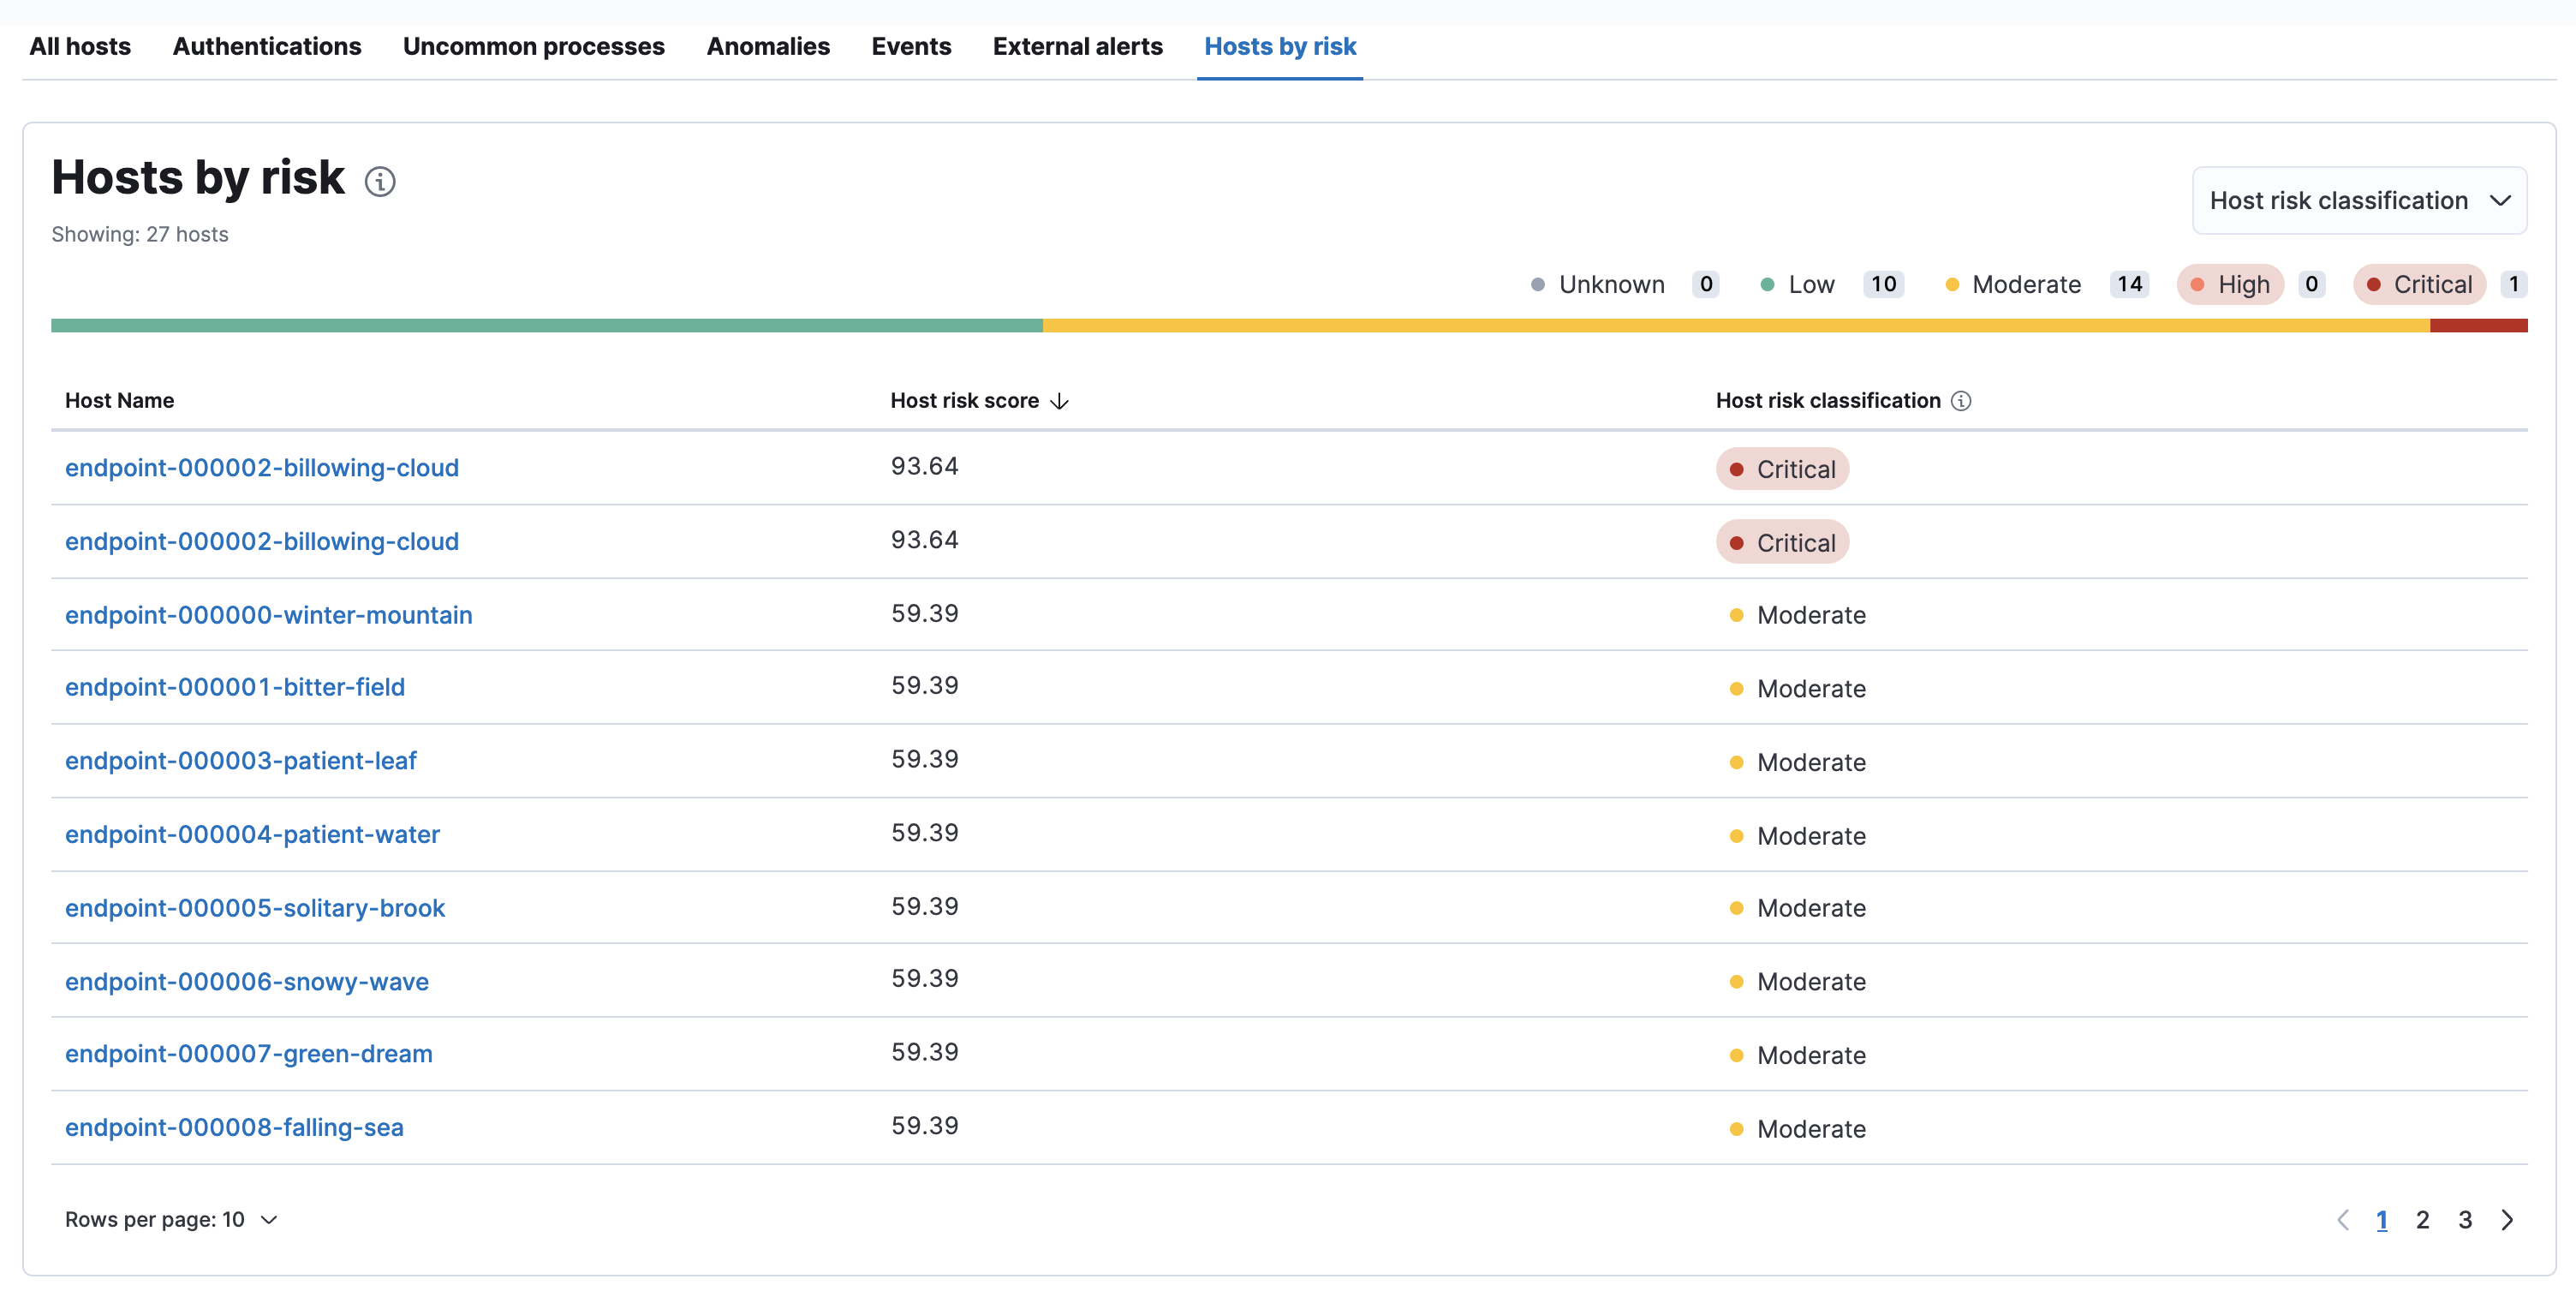 All hosts Authentications Uncommon processes Anomalies Events External alerts Hosts by risk
Hosts by risk
Host risk classification
Showing: 27 hosts
Unknown 0 Low 10 Moderate 14 High 0 Critical 1
Host Name Host risk score Host risk classification
endpoint-000002-billowing-cloud 93.64 Critical
endpoint-000002-billowing-cloud 93.64 Critical
endpoint-000000-winter-mountain 59.39 Moderate
endpoint-000001-bitter-field 59.39 Moderate
endpoint-000003-patient-leaf 59.39 Moderate
endpoint-000004-patient-water 59.39 Moderate
endpoint-000005-solitary-brook 59.39 Moderate
endpoint-000006-snowy-wave 59.39 Moderate
endpoint-000007-green-dream 59.39 Moderate
endpoint-000008-falling-sea 59.39 Moderate
Rows per page: 10 1 2 3